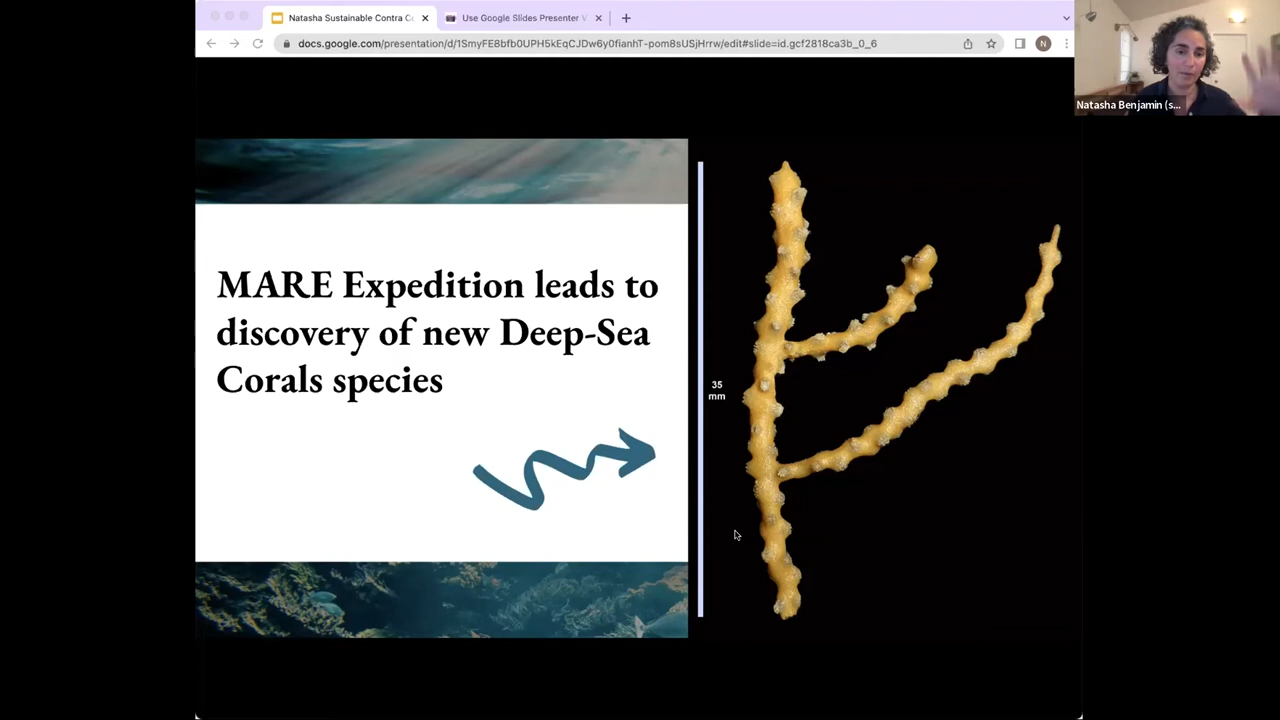 Natasha Sustainable Contra Co
Use Google Slides Presenter V
docs.google.com/presentation/d/1SmyFE8bfb0UPH5kEqCJDw6y0fianhT-pom8sUSjHrrw/edit#slide=id.gcf2818ca3b_0_6
N
Natasha Benjamin (s...
MARE Expedition leads to
discovery of new Deep-Sea
Corals species
35
mm